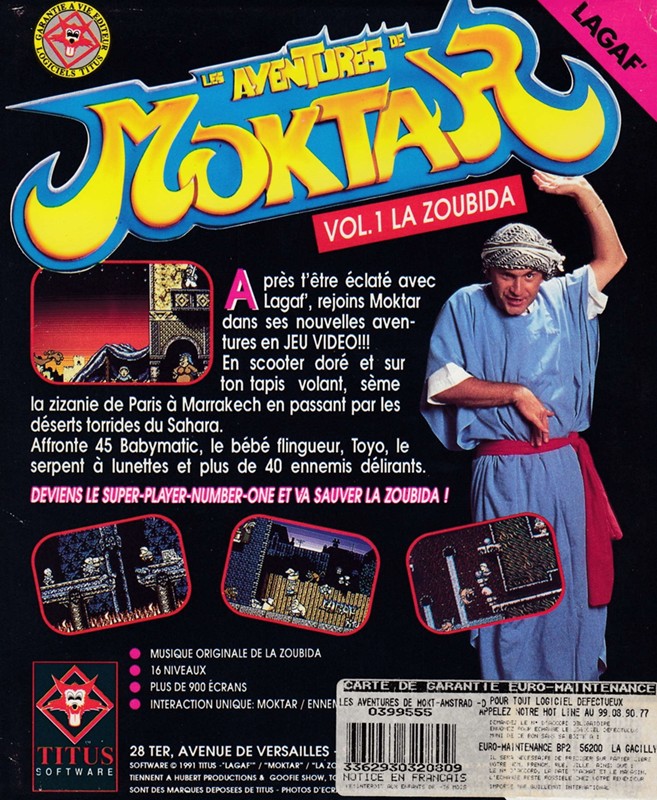 GARANTIE A VIE EDITEUR
LOGICIELS TITUS
LAGAF'
LES AVENTURES DE
MOKTAR
VOL.1 LA ZOUBIDA
Après t'être éclaté avec
Lagaf', rejoins Moktar
dans ses nouvelles aven-
tures en JEU VIDEO!!!
En scooter doré et sur
ton tapis volant, sème
la zizanie de Paris à Marrakech en passant par les
déserts torrides du Sahara.
Affronte 45 Babymatic, le bébé flingueur, Toyo, le
serpent à lunettes et plus de 40 ennemis délirants.
DEVIENS LE SUPER-PLAYER-NUMBER-ONE ET VA SAUVER LA ZOUBIDA !
MUSIQUE ORIGINALE DE LA ZOUBIDA
16 NIVEAUX
PLUS DE 900 ÉCRANS
INTERACTION UNIQUE: MOKTAR / ENNEM
TITUS
SOFTWARE
28 TER, AVENUE DE VERSAILLES -
SOFTWARE © 1991 TITUS -"LAGAF" / "MOKTAR" / "LA ZO
TIENNENT A HUBERT PRODUCTIONS & GOOFIE SHOW, TO
SONT DES MARQUES DEPOSEES DE TITUS - PHOTOS D'ECR
CARTE DE GARANTIE EURO-MAINTENANCE
LES AVENTURES DE MOKT-AMSTRAD -D
0399555
3362930320809
NOTICE EN FRANCAIS
POUR TOUT LOGICIEL DEFECTUEUX
APPELEZ NOTRE HOT LINE AU 99.08.90.77
EURO-MAINTENANCE BP2 56200 LA GACILLY